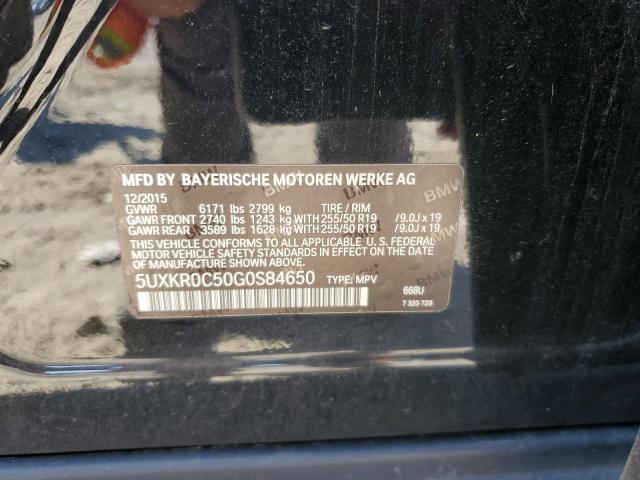 MFD BY BAYERISCHE MOTOREN WERKE AG
12/2015
GVWR 6171 lbs 2799 kg TIRE / RIM
GAWR FRONT 2740 lbs 1243 kg WITH 255/50 R19 /9.0J x 19
GAWR REAR 3589 lbs 1628 kg WITH 255/50 R19 /9.0J x 19
THIS VEHICLE CONFORMS TO ALL APPLICABLE U. S. FEDERAL
MOTOR VEHICLE SAFETY STANDARDS IN EFFECT ON THE DATE
OF MANUFACTURE SHOWN ABOVE.
5UXKR0C50G0S84650 TYPE: MPV
668U
7 320 729
BMW
BMW
BMW